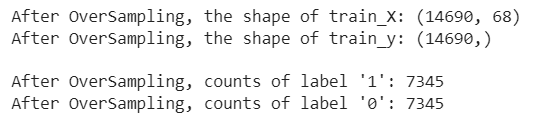 After OverSampling, the shape of train_X: (14690, 68)
After OverSampling, the shape of train_y: (14690,)
After OverSampling, counts of label '1': 7345
After OverSampling, counts of label '0': 7345